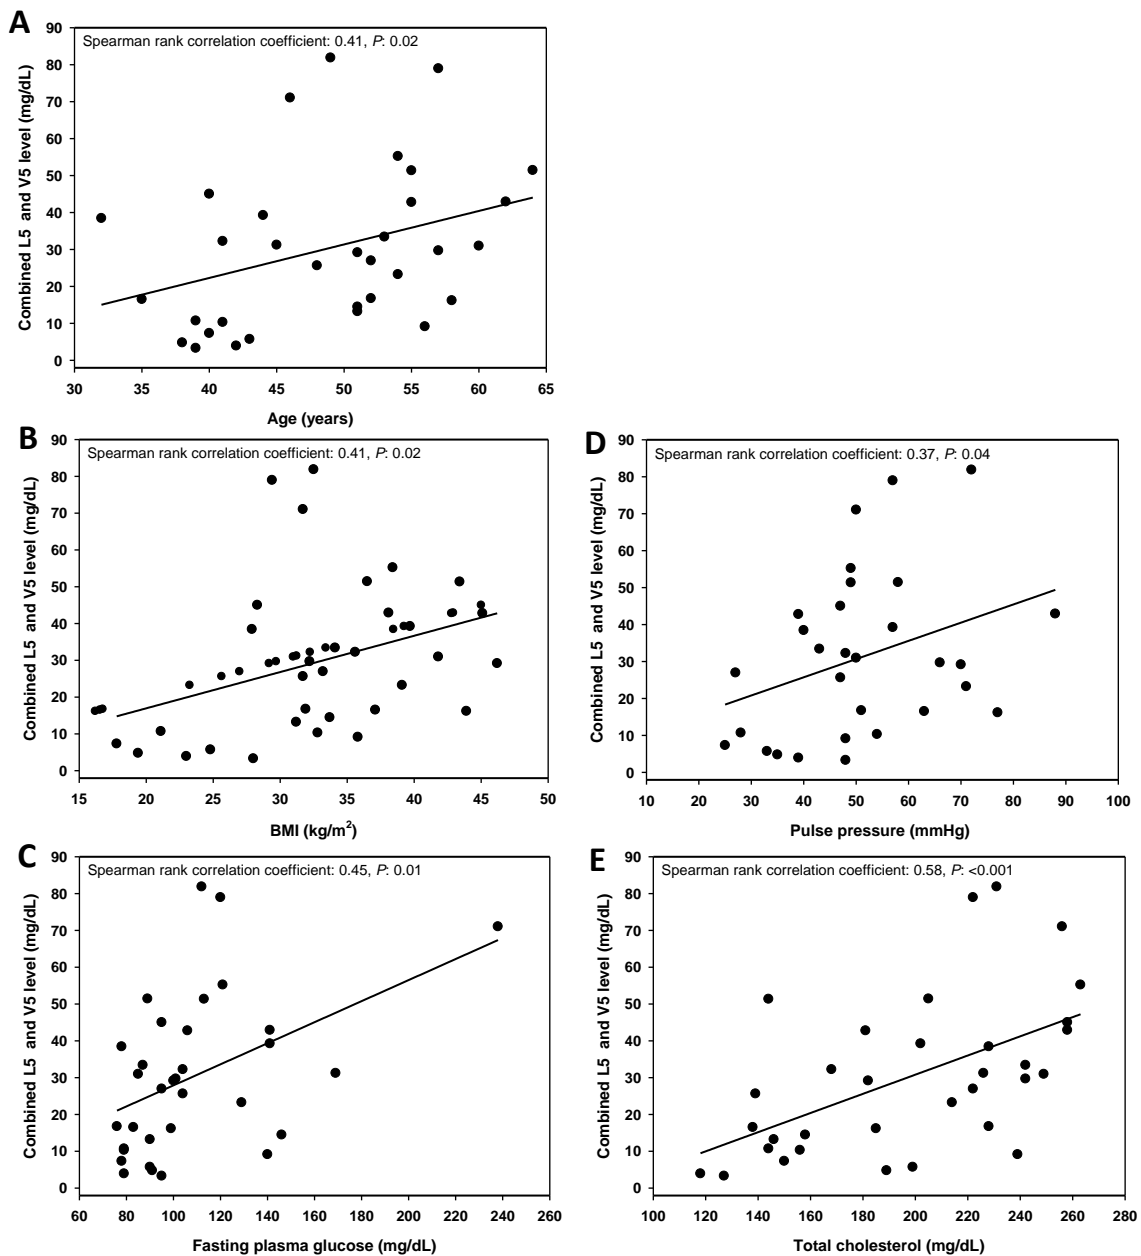 A
Spearman rank correlation coefficient: 0.41, P: 0.02
Combined L5 and V5 level (mg/dL)
90
80
70
60
50
40
30
20
10
0
30 35 40 45 50 55 60 65
Age (years)
B
Spearman rank correlation coefficient: 0.41, P: 0.02
Combined L5 and V5 level (mg/dL)
90
80
70
60
50
40
30
20
10
0
15 21 25 30 35 40 45 50
BMI (kg/m²)
D
Spearman rank correlation coefficient: 0.37, P: 0.04
Combined L5 and V5 level (mg/dL)
90
80
70
60
50
40
30
20
10
0
10 20 30 40 50 60 70 80 90 100
Pulse pressure (mmHg)
C
Spearman rank correlation coefficient: 0.45, P: 0.01
Combined L5 and V5 level (mg/dL)
90
80
70
60
50
40
30
20
10
0
60 80 100 120 140 160 180 200 220 240 260
Fasting plasma glucose (mg/dL)
E
Spearman rank correlation coefficient: 0.58, P: <0.001
Combined L5 and V5 level (mg/dL)
90
80
70
60
50
40
30
20
10
0
100 120 140 160 180 200 220 240 260 280
Total cholesterol (mg/dL)